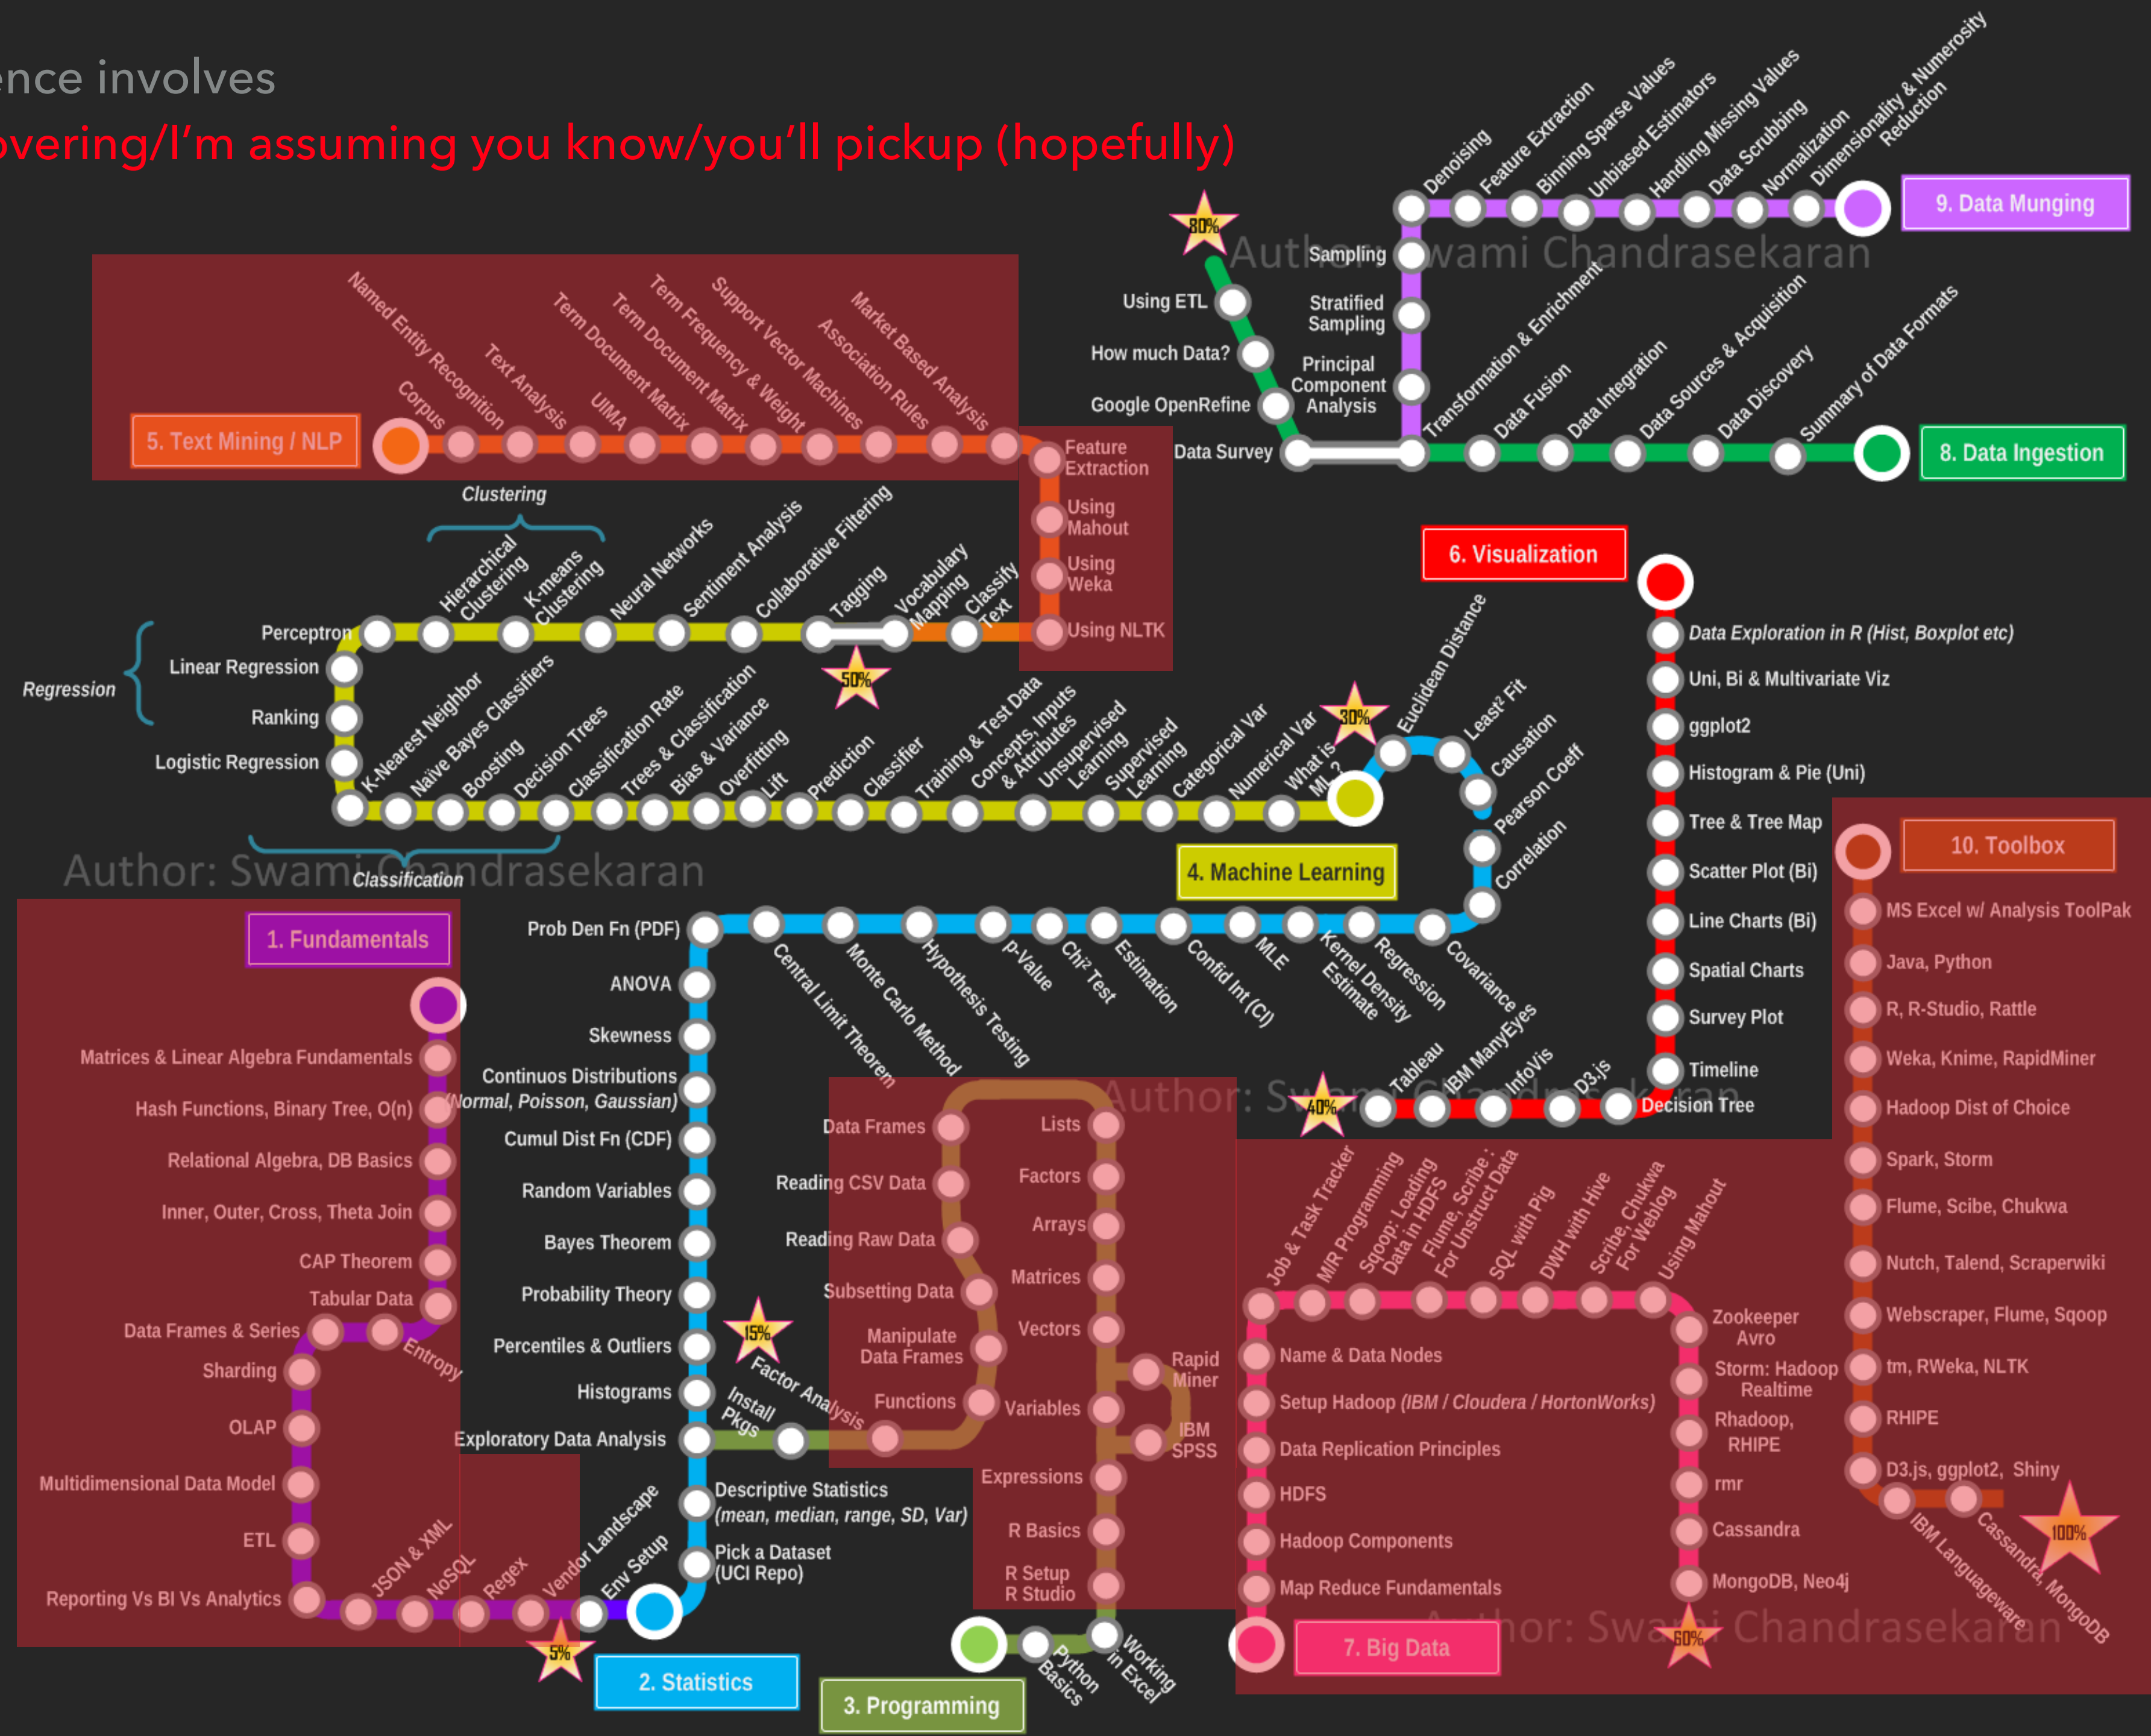 ence involves
overing/I'm assuming you know/you'll pickup (hopefully)
Author: Swami Chandrasekaran
9. Data Munging
Dimensionality & Numerosity
Reduction
Normalization
Data Scrubbing
Handling Missing Values
Unbiased Estimators
Binning Sparse Values
Feature Extraction
Denoising
Sampling
Stratified
Sampling
Principal
Component
Analysis
80%
Using ETL
How much Data?
Google OpenRefine
Data Survey
Transformation & Enrichment
Data Fusion
Data Integration
Data Sources & Acquisition
Data Discovery
Summary of Data Formats
8. Data Ingestion
5. Text Mining / NLP
Corpus
Named Entity Recognition
Text Analysis
UIMA
Term Document Matrix
Term Document Matrix
Term Frequency & Weight
Support Vector Machines
Association Rules
Market Based Analysis
Feature
Extraction
Using
Mahout
Using
Weka
Using NLTK
Classify
Text
Vocabulary
Mapping
50%
Tagging
Collaborative Filtering
Sentiment Analysis
Neural Networks
K-means
Clustering
Hierarchical
Clustering
Clustering
Perceptron
Linear Regression
Ranking
Logistic Regression
Regression
K-Nearest Neighbor
Naïve Bayes Classifiers
Boosting
Decision Trees
Classification Rate
Trees & Classification
Bias & Variance
Overfitting
Lift
Prediction
Classifier
Training & Test Data
Concepts, Inputs
& Attributes
Unsupervised
Learning
Supervised
Learning
Categorical Var
Numerical Var
What is
ML?
30%
4. Machine Learning
Classification
Author: Swami Chandrasekaran
Euclidean Distance
Least² Fit
Causation
Pearson Coeff
Correlation
Covariance
Regression
Kernel Density
Estimate
MLE
Confid Int (CI)
Estimation
Chi² Test
p-Value
Hypothesis Testing
Monte Carlo Method
Central Limit Theorem
Prob Den Fn (PDF)
ANOVA
Skewness
Continuos Distributions
(Normal, Poisson, Gaussian)
Cumul Dist Fn (CDF)
Random Variables
Bayes Theorem
Probability Theory
Percentiles & Outliers
Histograms
Exploratory Data Analysis
Descriptive Statistics
(mean, median, range, SD, Var)
Pick a Dataset
(UCI Repo)
2. Statistics
6. Visualization
Data Exploration in R (Hist, Boxplot etc)
Uni, Bi & Multivariate Viz
ggplot2
Histogram & Pie (Uni)
Tree & Tree Map
Scatter Plot (Bi)
Line Charts (Bi)
Spatial Charts
Survey Plot
Timeline
Decision Tree
D3.js
InfoVis
IBM ManyEyes
Tableau
40%
Author: Swami Chandrasekaran
1. Fundamentals
Matrices & Linear Algebra Fundamentals
Hash Functions, Binary Tree, O(n)
Relational Algebra, DB Basics
Inner, Outer, Cross, Theta Join
CAP Theorem
Tabular Data
Entropy
Data Frames & Series
Sharding
OLAP
Multidimensional Data Model
ETL
Reporting Vs BI Vs Analytics
JSON & XML
NoSQL
Regex
Vendor Landscape
Env Setup
5%
15%
Install
Pkgs
Factor Analysis
Functions
Manipulate
Data Frames
Subsetting Data
Reading Raw Data
Reading CSV Data
Data Frames
Lists
Factors
Arrays
Matrices
Vectors
Variables
Rapid
Miner
IBM
SPSS
Expressions
R Basics
R Setup
R Studio
Working
in Excel
Python
Basics
3. Programming
7. Big Data
Map Reduce Fundamentals
Hadoop Components
HDFS
Data Replication Principles
Setup Hadoop (IBM / Cloudera / HortonWorks)
Name & Data Nodes
Job & Task Tracker
M/R Programming
Sqoop: Loading
Data in HDFS
Flume, Scribe :
For Unstruct Data
SQL with Pig
DWH with Hive
Scribe, Chukwa
For Weblog
Using Mahout
Zookeeper
Avro
Storm: Hadoop
Realtime
Rhadoop,
RHIPE
rmr
Cassandra
MongoDB, Neo4j
60%
Author: Swami Chandrasekaran
10. Toolbox
MS Excel w/ Analysis ToolPak
Java, Python
R, R-Studio, Rattle
Weka, Knime, RapidMiner
Hadoop Dist of Choice
Spark, Storm
Flume, Scibe, Chukwa
Nutch, Talend, Scraperwiki
Webscraper, Flume, Sqoop
tm, RWeka, NLTK
RHIPE
D3.js, ggplot2, Shiny
IBM Languageware
Cassandra, MongoDB
100%